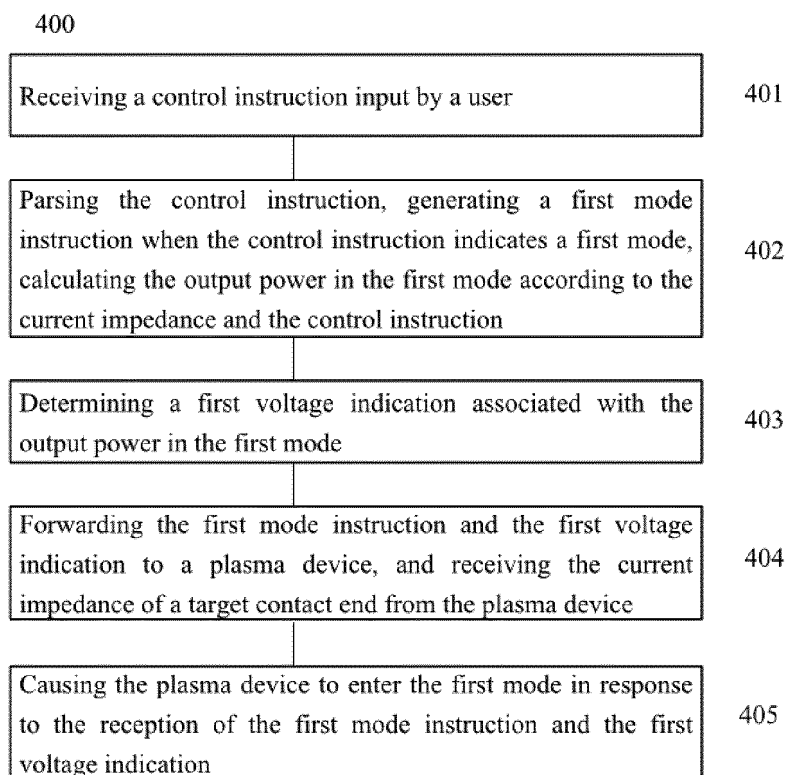 400
Receiving a control instruction input by a user
401
Parsing the control instruction, generating a first mode
instruction when the control instruction indicates a first mode,
calculating the output power in the first mode according to the
current impedance and the control instruction
402
Determining a first voltage indication associated with the
output power in the first mode
403
Forwarding the first mode instruction and the first voltage
indication to a plasma device, and receiving the current
impedance of a target contact end from the plasma device
404
Causing the plasma device to enter the first mode in response
to the reception of the first mode instruction and the first
voltage indication
405